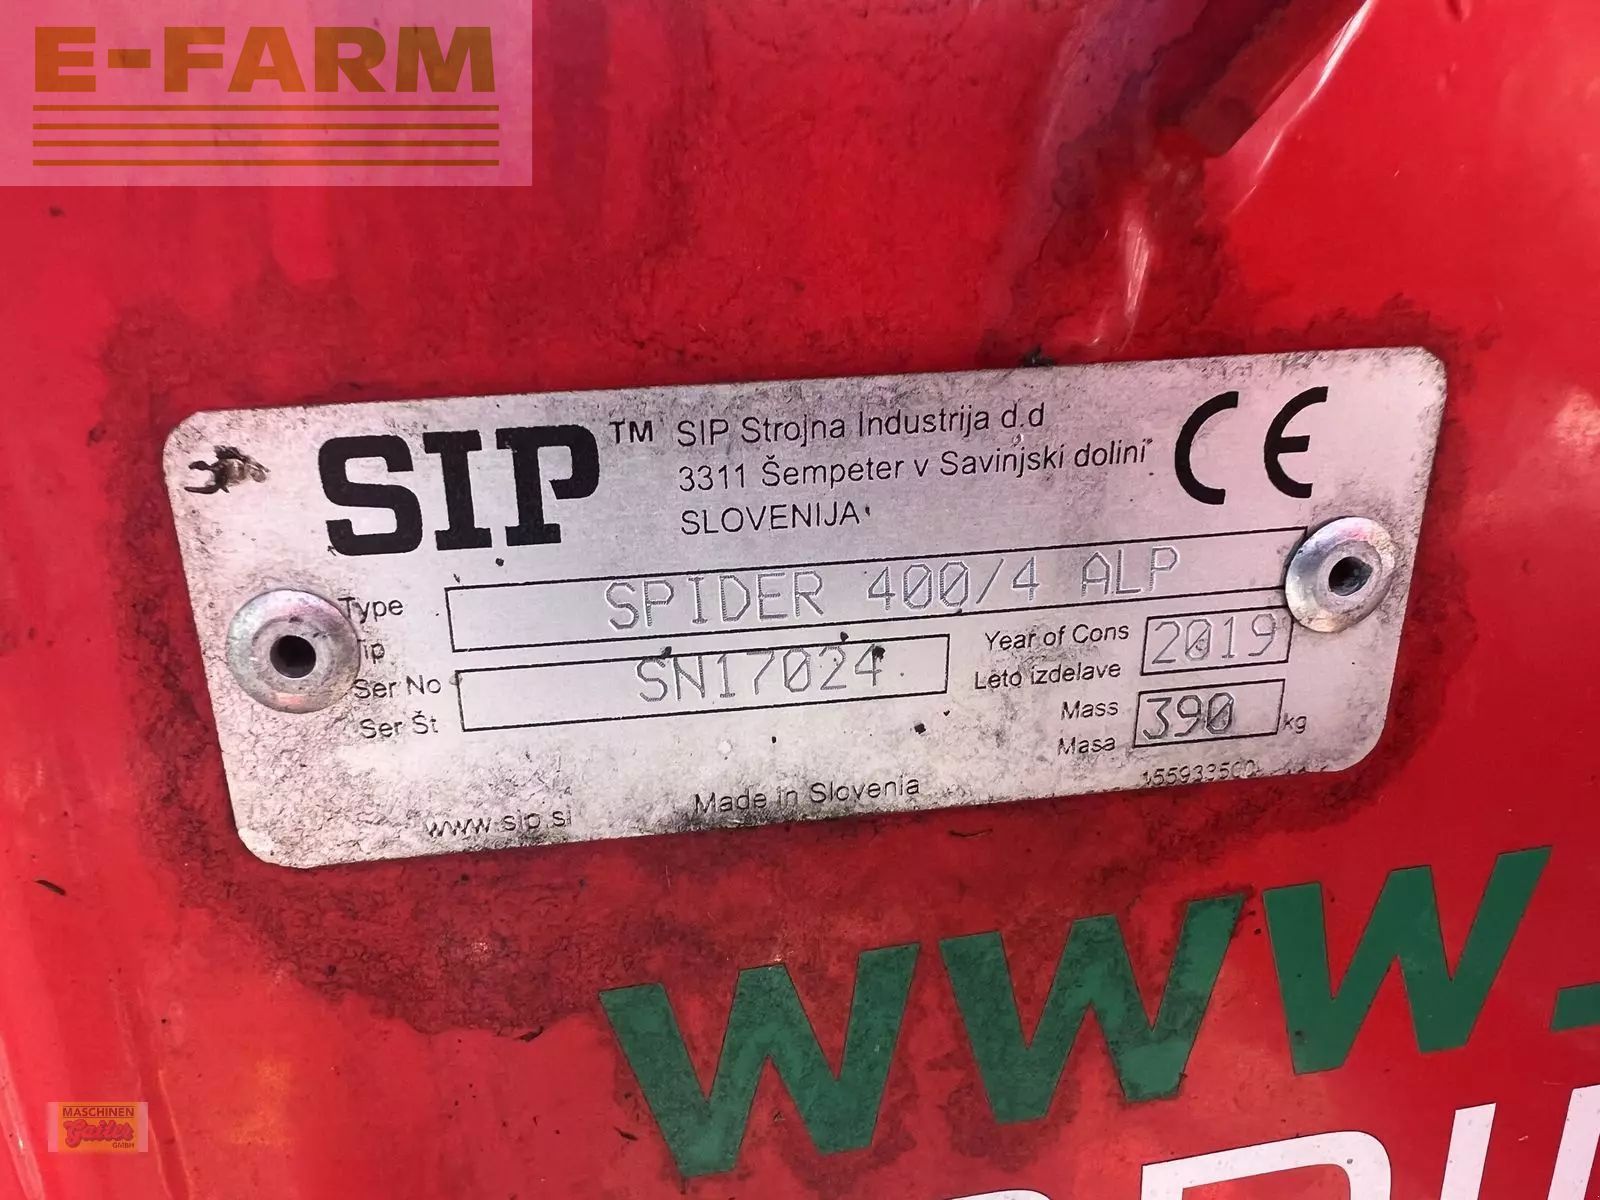 E-FARM
SIP™ SIP Strojna Industrija d.d
3311 Šempeter v Savinjski dolini
SLOVENIJA
CE
Type
Tip
SPIDER 400/4 ALP
Ser No
Ser Št
SN17024
Year of Cons
Leto izdelave
2019
Mass
Masa
390 kg
Made in Slovenia
www.sip.si
www.
MASCHINEN
Gailer
GMBH